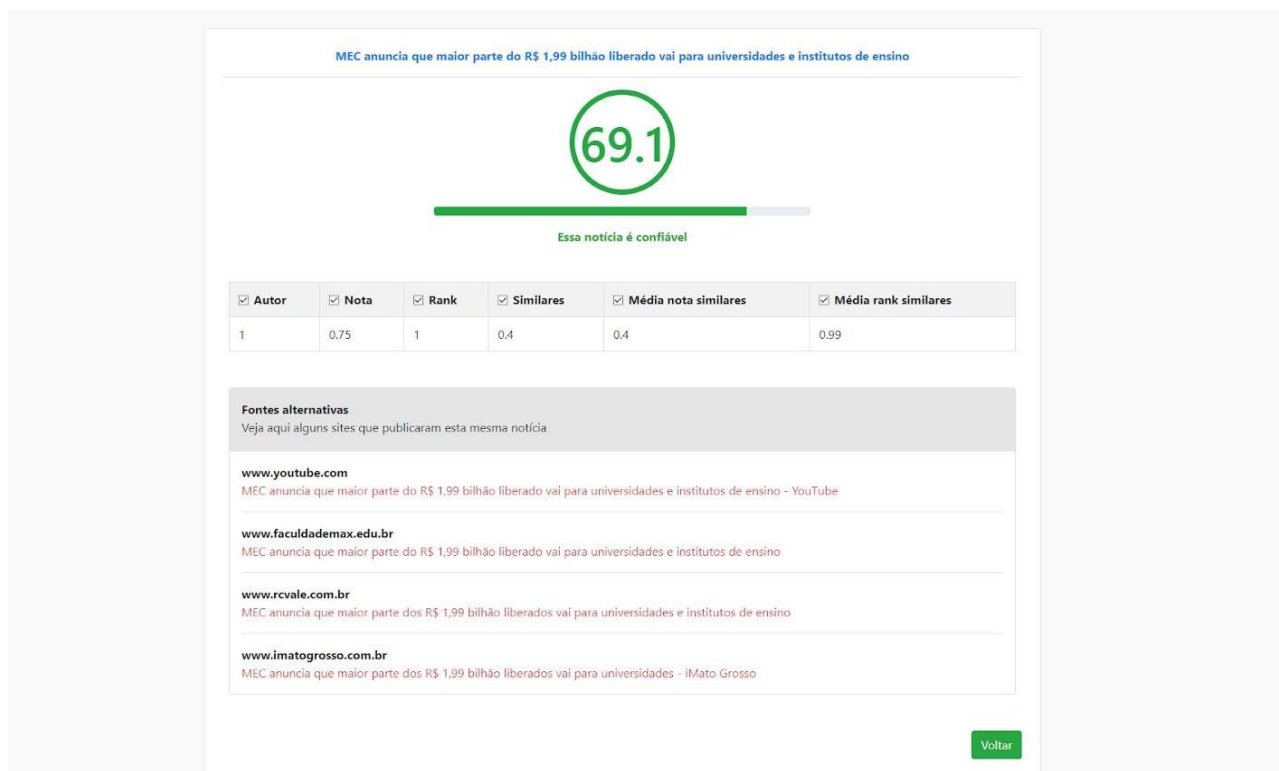 MEC anuncia que maior parte do R$ 1,99 bilhão liberado vai para universidades e institutos de ensino
69.1
Essa notícia é confiável
Autor Nota Rank Similares Média nota similares Média rank similares
1 0.75 1 0.4 0.4 0.99
Fontes alternativas
Veja aqui alguns sites que publicaram esta mesma notícia
www.youtube.com
MEC anuncia que maior parte do R$ 1,99 bilhão liberado vai para universidades e institutos de ensino - YouTube
www.faculdademax.edu.br
MEC anuncia que maior parte do R$ 1,99 bilhão liberado vai para universidades e institutos de ensino
www.rcvale.com.br
MEC anuncia que maior parte dos R$ 1,99 bilhão liberados vai para universidades e institutos de ensino
www.imatogrosso.com.br
MEC anuncia que maior parte dos R$ 1,99 bilhão liberados vai para universidades - iMato Grosso
Voltar